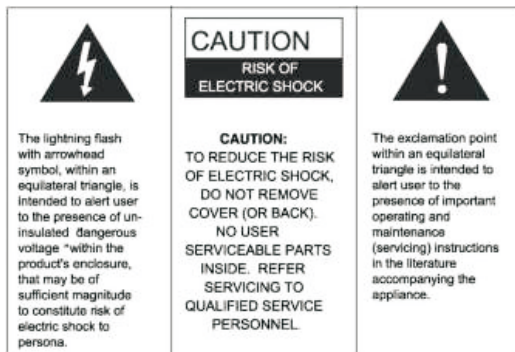 The lightning flash
with arrowhead
symbol, within an
equilateral triangle, is
intended to alert user
to the presence of un-
insulated dangerous
voltage "within the
product's enclosure,
that may be of
sufficient magnitude
to constitute risk of
electric shock to
persona.
CAUTION
RISK OF
ELECTRIC SHOCK
CAUTION:
TO REDUCE THE RISK
OF ELECTRIC SHOCK,
DO NOT REMOVE
COVER (OR BACK).
NO USER
SERVICEABLE PARTS
INSIDE. REFER
SERVICING TO
QUALIFIED SERVICE
PERSONNEL.
!
The exclamation point
within an equilateral
triangle is intended to
alert user to the
presence of important
operating and
maintenance
(servicing) instructions
in the literature
accompanying the
appliance.